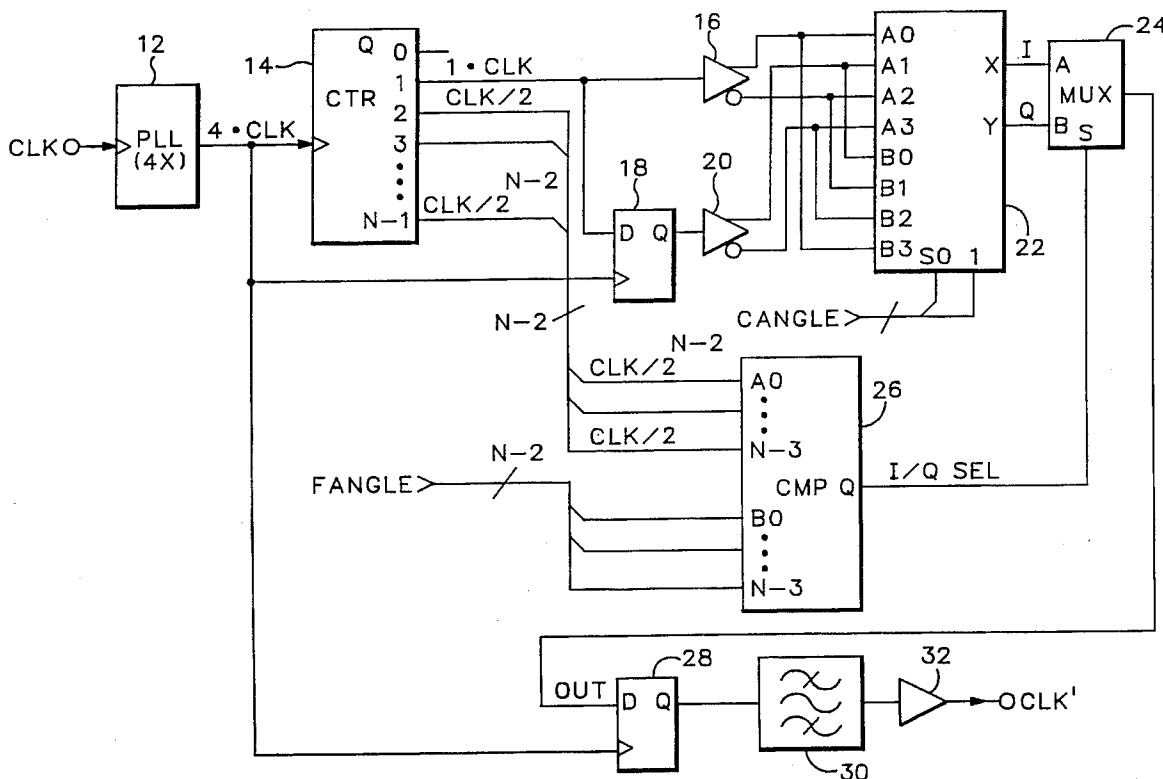 12
CLK
PLL
(4X)
4 • CLK
14
Q 0
1
CTR
2
3
N-1
1 • CLK
CLK/2
N-2
CLK/2
16
18
D Q
20
A0
A1
A2
A3
B0
B1
B2
B3
X
Y
S0 1
22
I
Q
24
A
MUX
B
S
CANGLE
N-2
N-2
CLK/2
CLK/2
A0
N-3
CMP Q
B0
N-3
26
I/Q SEL
FANGLE
N-2
OUT
28
D Q
30
32
CLK'